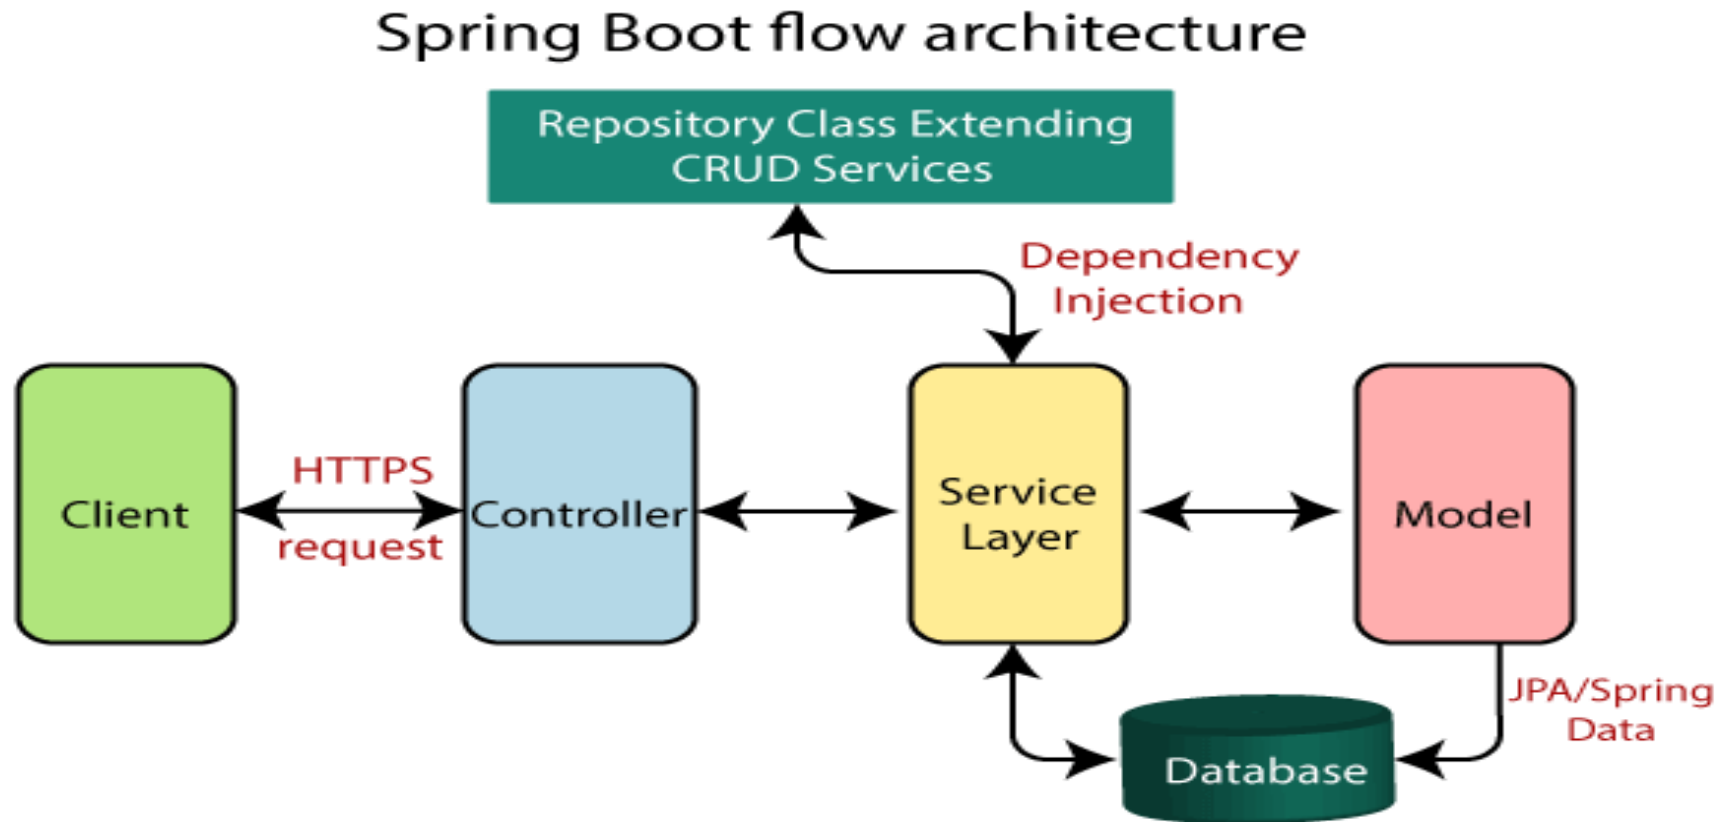 Spring Boot flow architecture
Repository Class Extending
CRUD Services
Dependency
Injection
HTTPS
request
Client
Controller
Service
Layer
Model
JPA/Spring
Data
Database